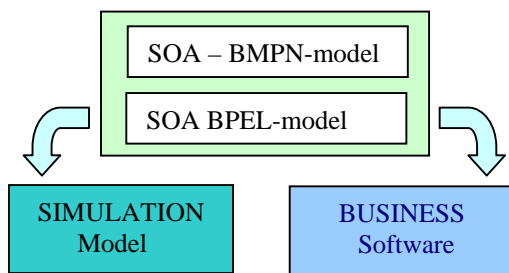 SOA – BMPN-model
SOA BPEL-model
SIMULATION
Model
BUSINESS
Software